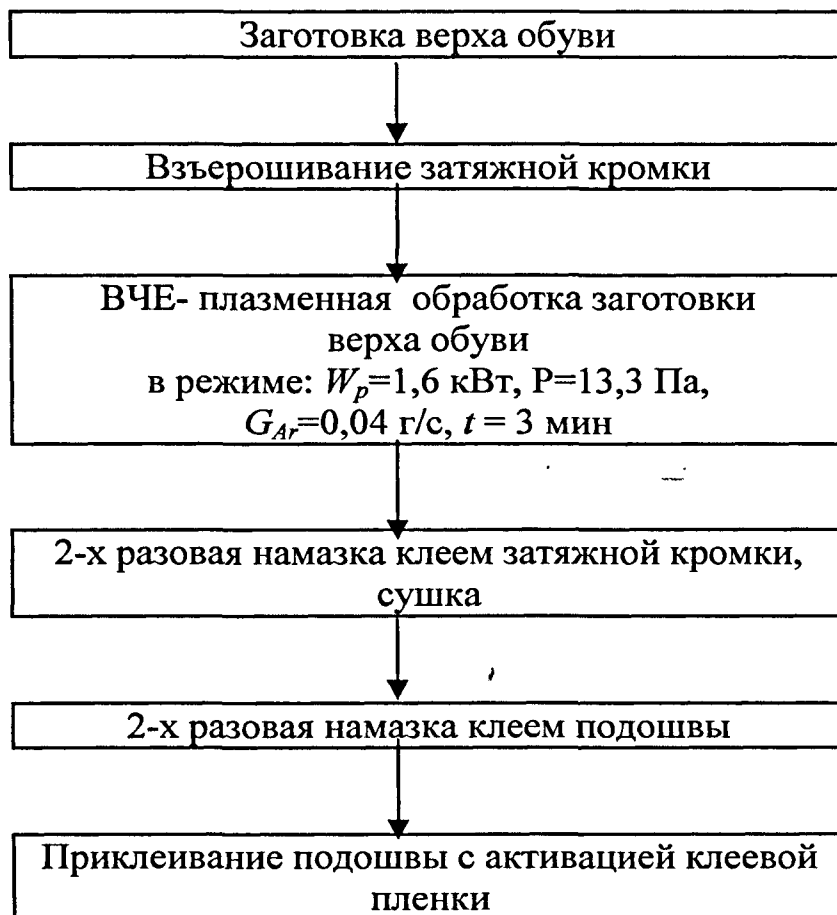 Заготовка верха обуви
Взъерошивание затяжной кромки
ВЧЕ- плазменная обработка заготовки
верха обуви
в режиме: Wp=1,6 кВт, P=13,3 Па,
GAr=0,04 г/с, t = 3 мин
2-х разовая намазка клеем затяжной кромки,
сушка
2-х разовая намазка клеем подошвы
Приклеивание подошвы с активацией клеевой
пленки